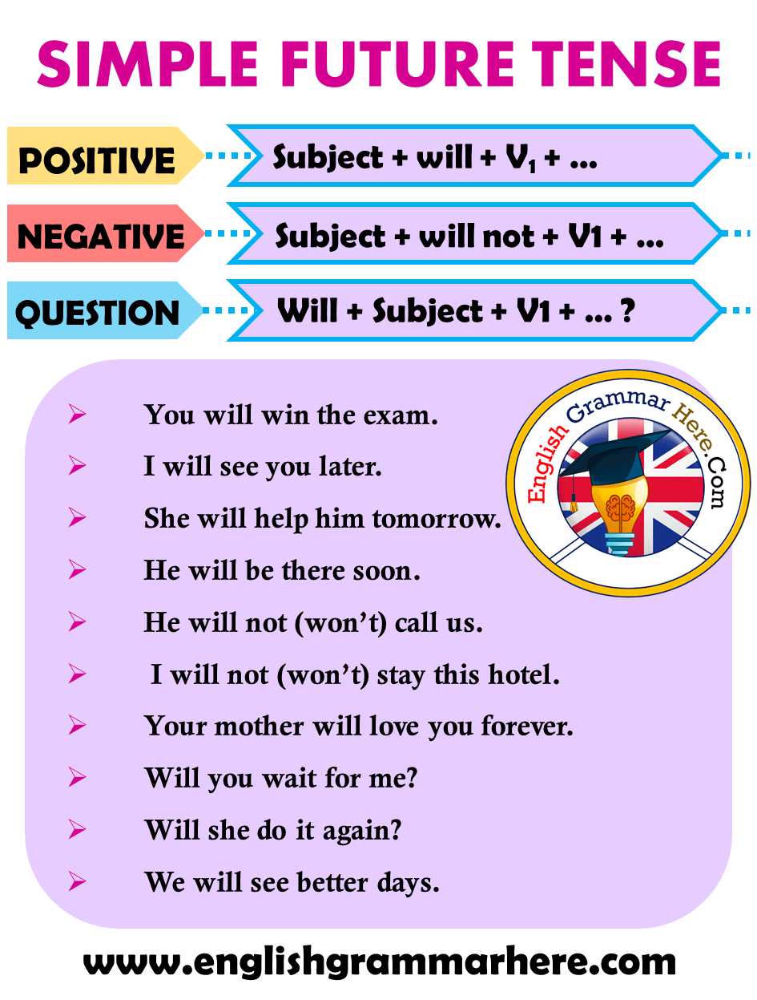 SIMPLE FUTURE TENSE
POSITIVE
Subject + will + V₁ + ...
NEGATIVE
Subject + will not + V1 + ...
QUESTION
Will + Subject + V1 + ... ?
English Grammar Here.Com
You will win the exam.
I will see you later.
She will help him tomorrow.
He will be there soon.
He will not (won’t) call us.
I will not (won’t) stay this hotel.
Your mother will love you forever.
Will you wait for me?
Will she do it again?
We will see better days.
www.englishgrammarhere.com